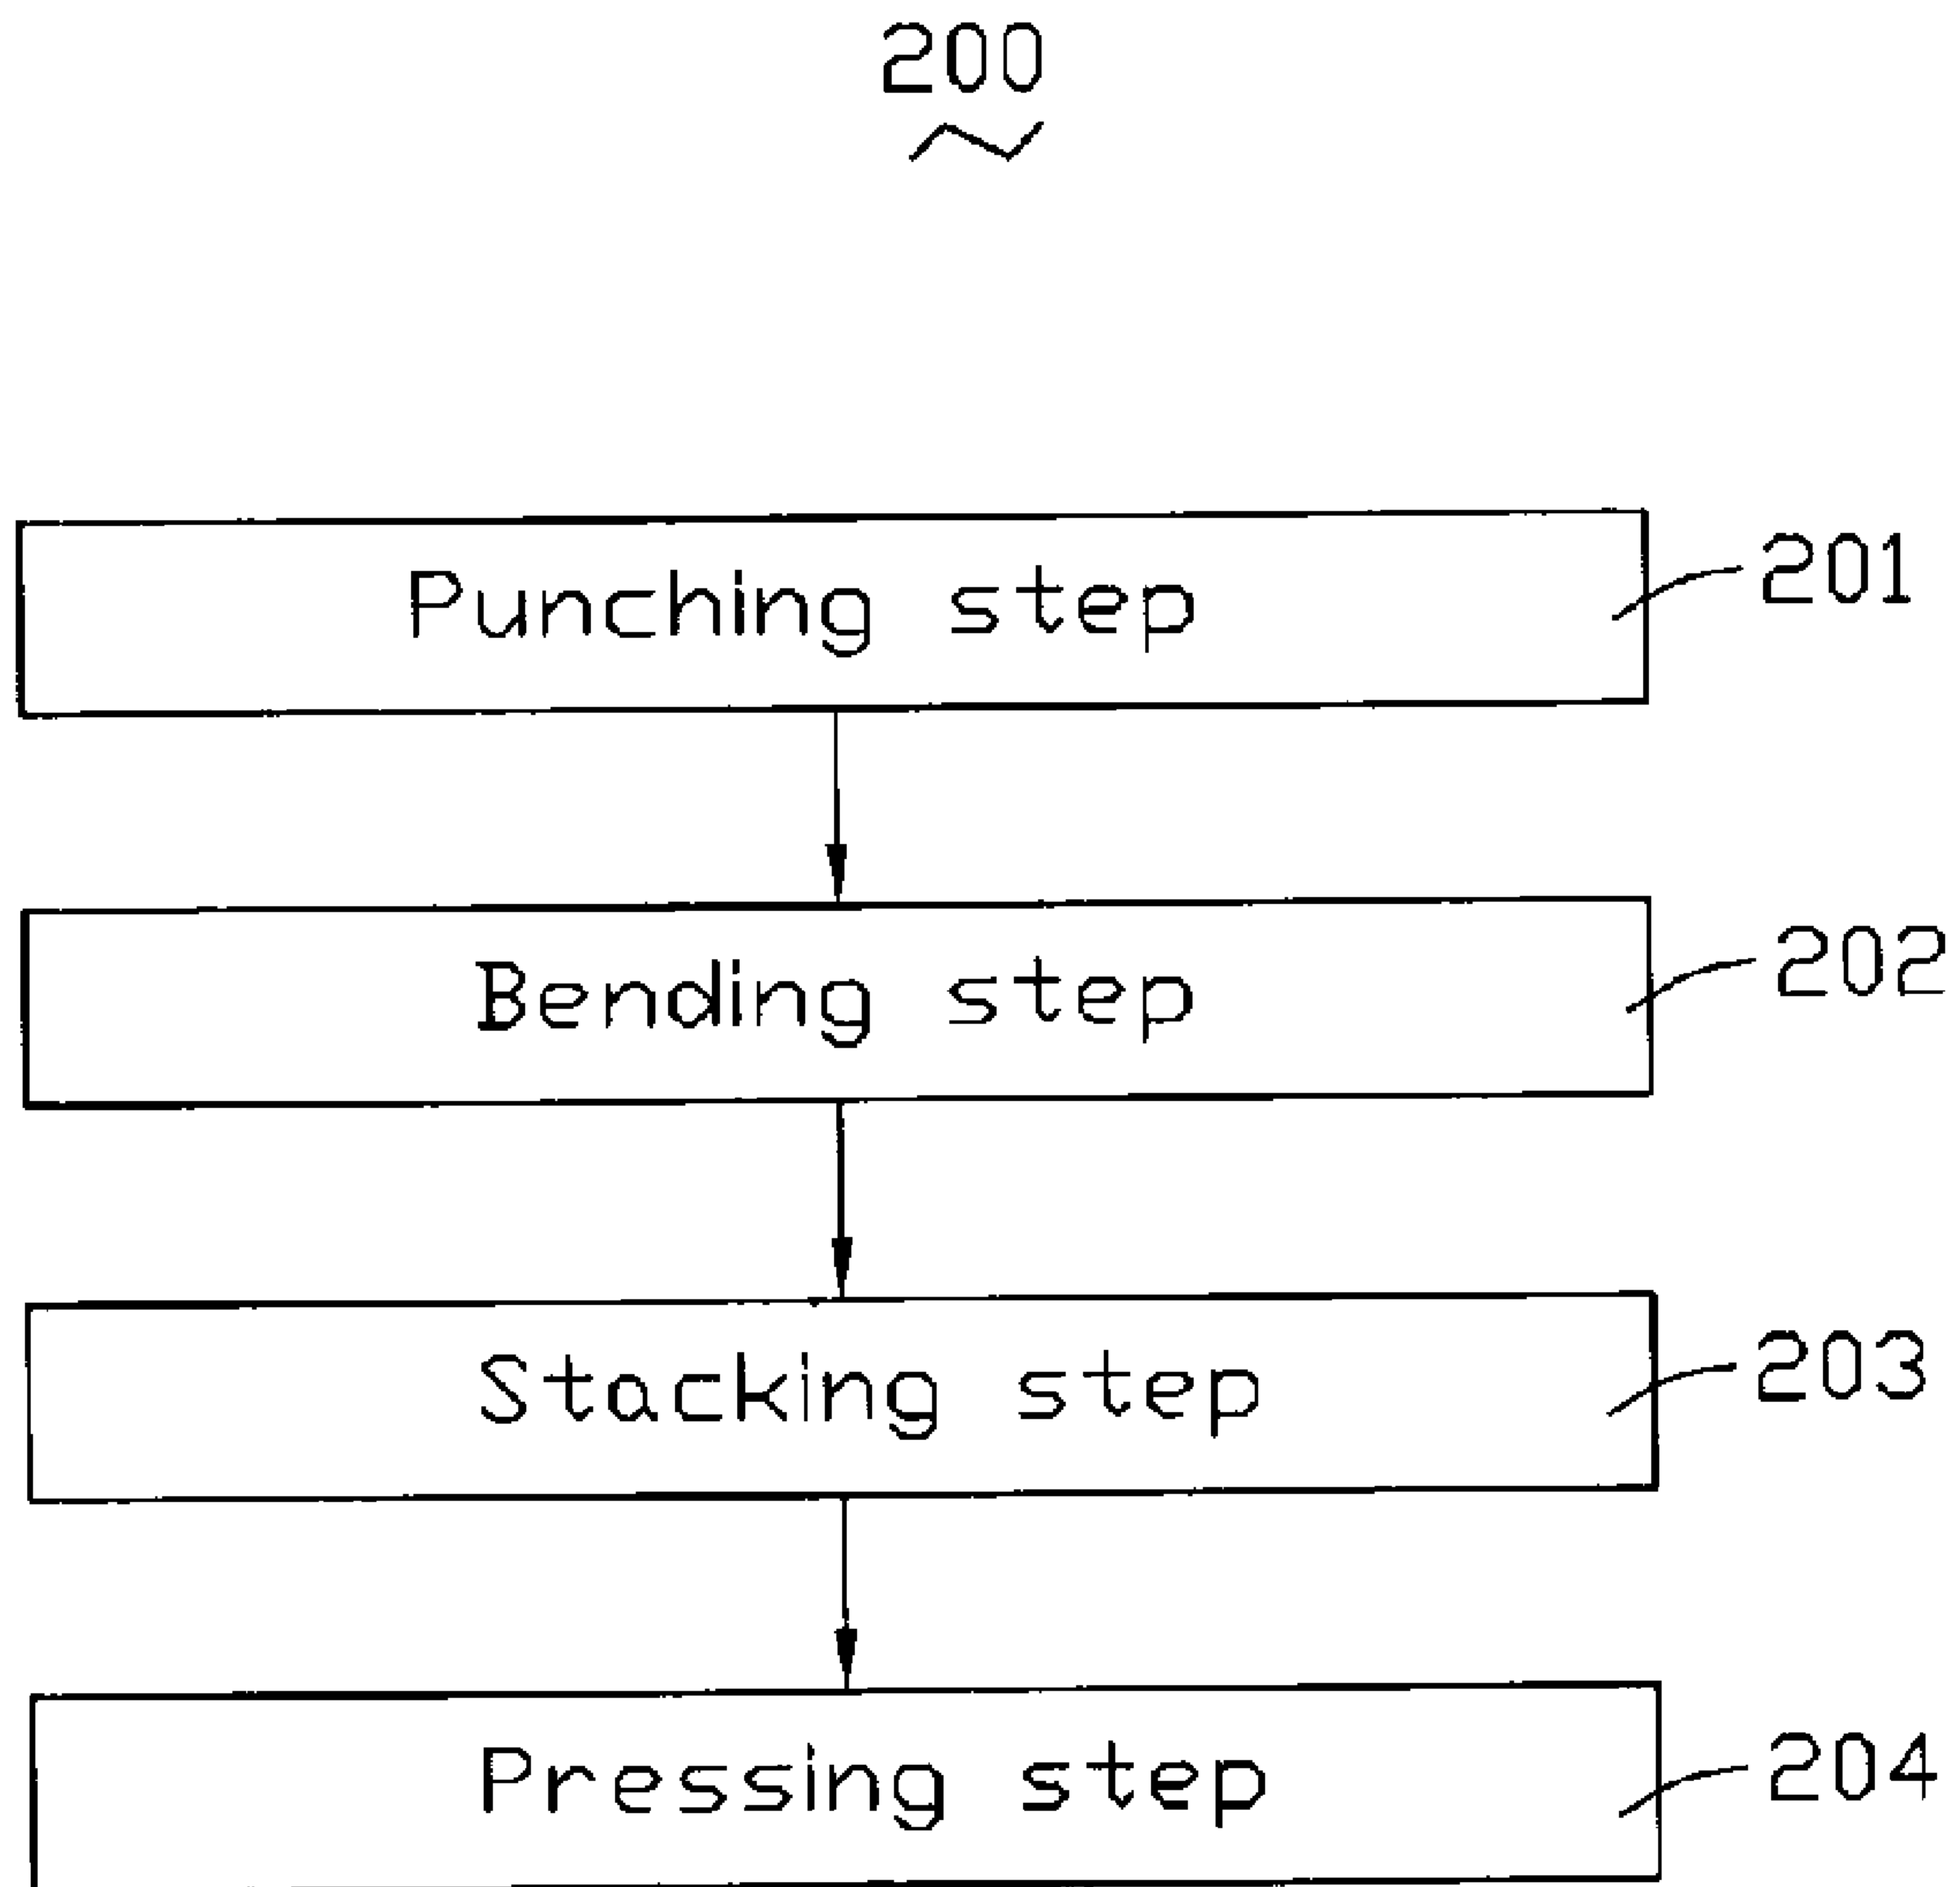 200
Punching step 201
Bending step 202
Stacking step 203
Pressing step 204